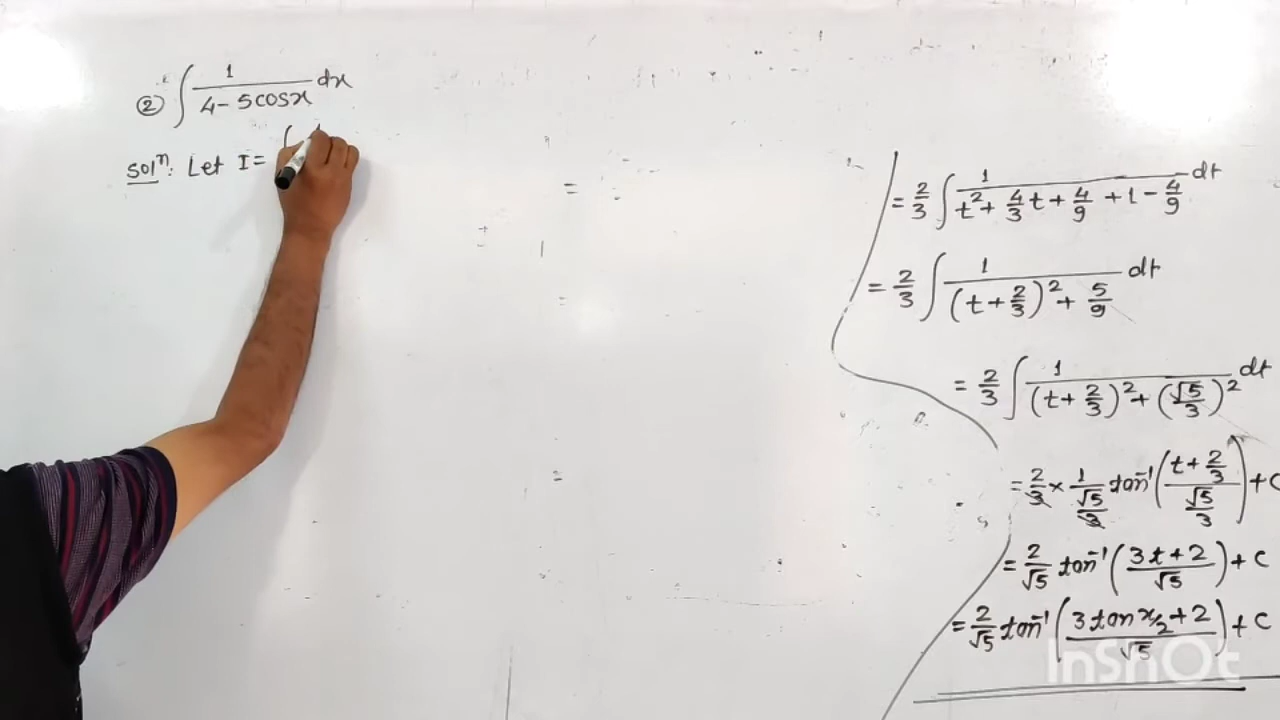 ② ∫ 1/(4 - 5cosx) dx
Solⁿ: Let I = ∫
= 2/3 ∫ 1/(t² + 4/3 t + 4/9 + 1 - 4/9) dt
= 2/3 ∫ 1/((t + 2/3)² + 5/9) dt
= 2/3 ∫ 1/((t + 2/3)² + (√5/3)²) dt
= 2/3 × 1/(√5/3) tan⁻¹((t + 2/3)/(√5/3)) + C
= 2/√5 tan⁻¹((3t + 2)/√5) + C
= 2/√5 tan⁻¹((3 tan x/2 + 2)/√5) + C
InShOt